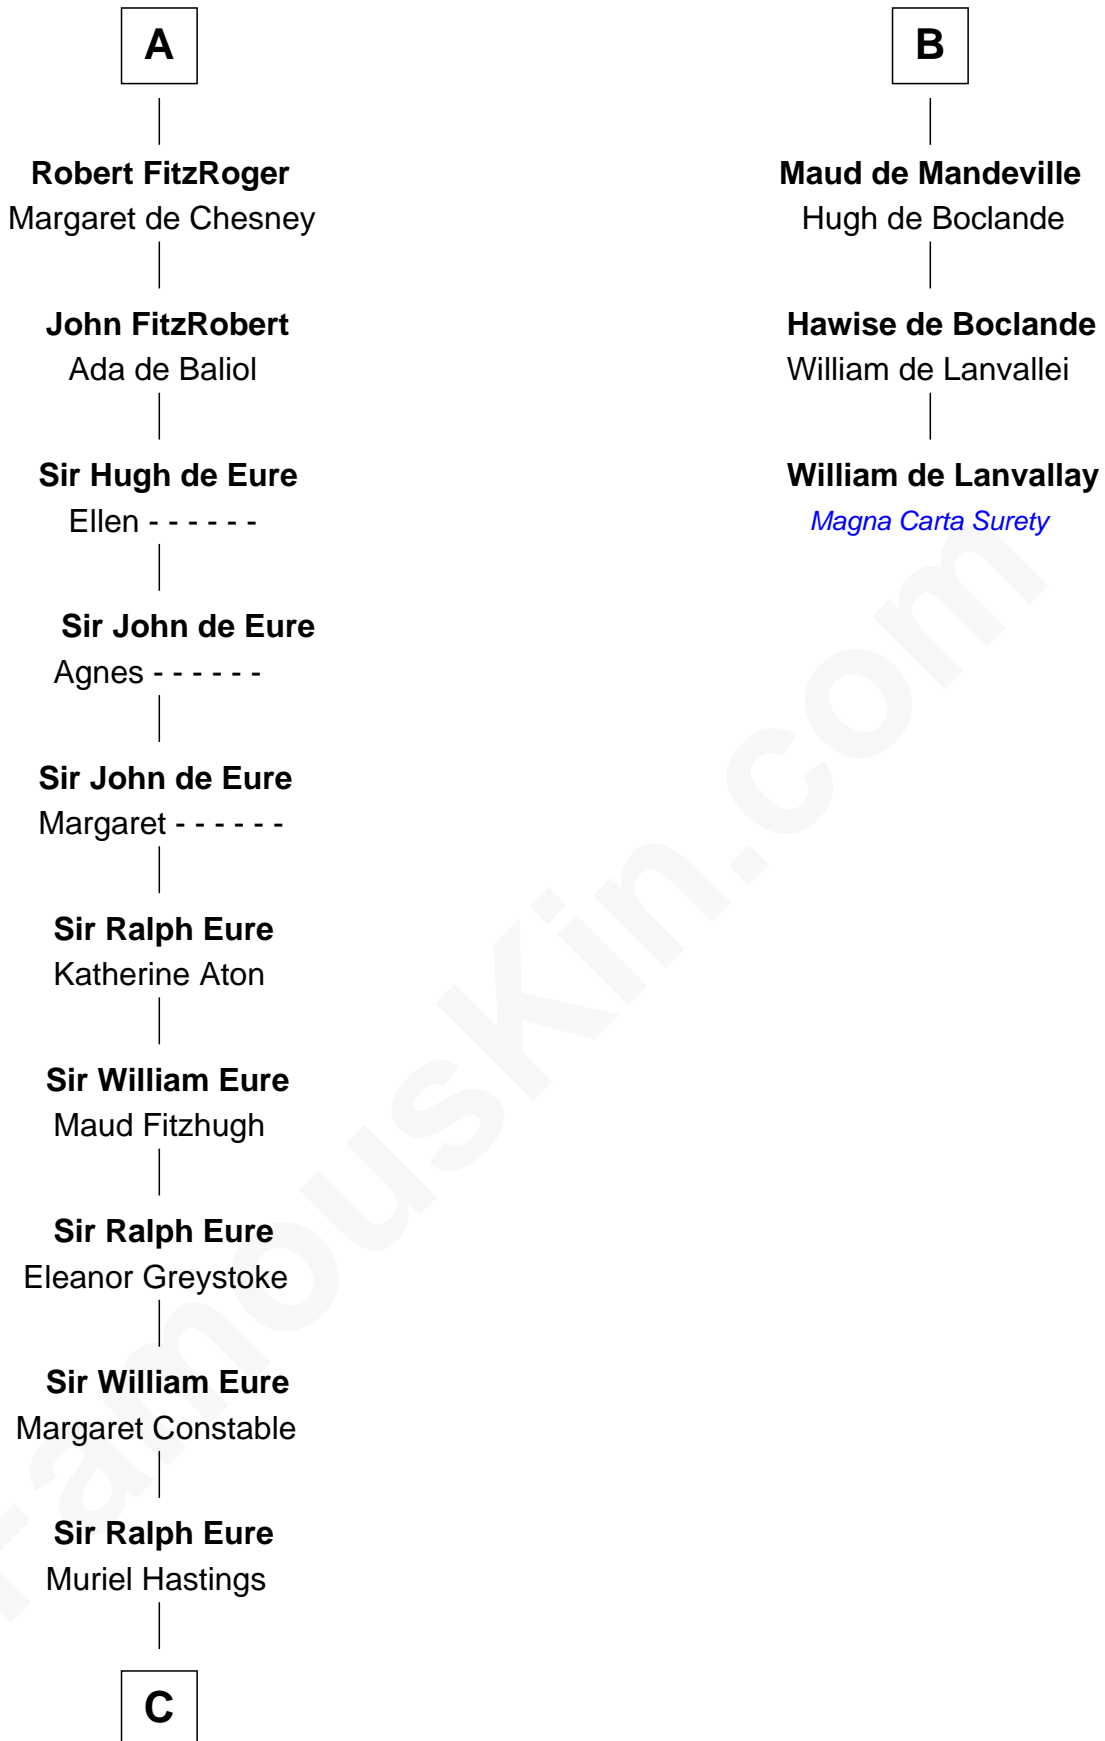 A
Robert FitzRoger
Margaret de Chesney
John FitzRobert
Ada de Baliol
Sir Hugh de Eure
Ellen - - - - - -
Sir John de Eure
Agnes - - - - - -
Sir John de Eure
Margaret - - - - - -
Sir Ralph Eure
Katherine Aton
Sir William Eure
Maud Fitzhugh
Sir Ralph Eure
Eleanor Greystoke
Sir William Eure
Margaret Constable
Sir Ralph Eure
Muriel Hastings
C
B
Maud de Mandeville
Hugh de Boclande
Hawise de Boclande
William de Lanvallei
William de Lanvallay
Magna Carta Surety
FamousKin.com